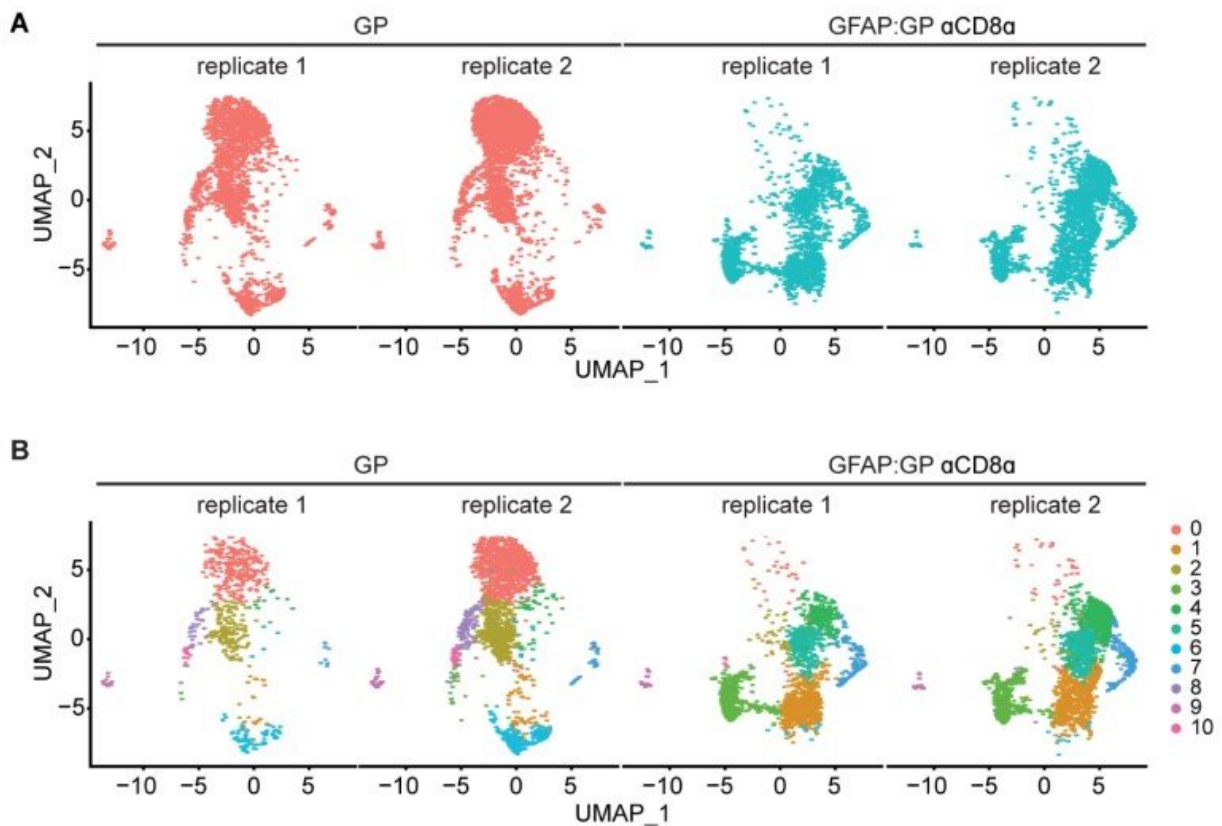 A
GP GFAP:GP αCD8α
replicate 1 replicate 2 replicate 1 replicate 2
UMAP_2
5
0
−5
−10 −5 0 5 −10 −5 0 5 −10 −5 0 5 −10 −5 0 5
UMAP_1
B
GP GFAP:GP αCD8α
replicate 1 replicate 2 replicate 1 replicate 2
UMAP_2
5
0
−5
−10 −5 0 5 −10 −5 0 5 −10 −5 0 5 −10 −5 0 5
UMAP_1
0
1
2
3
4
5
6
7
8
9
10